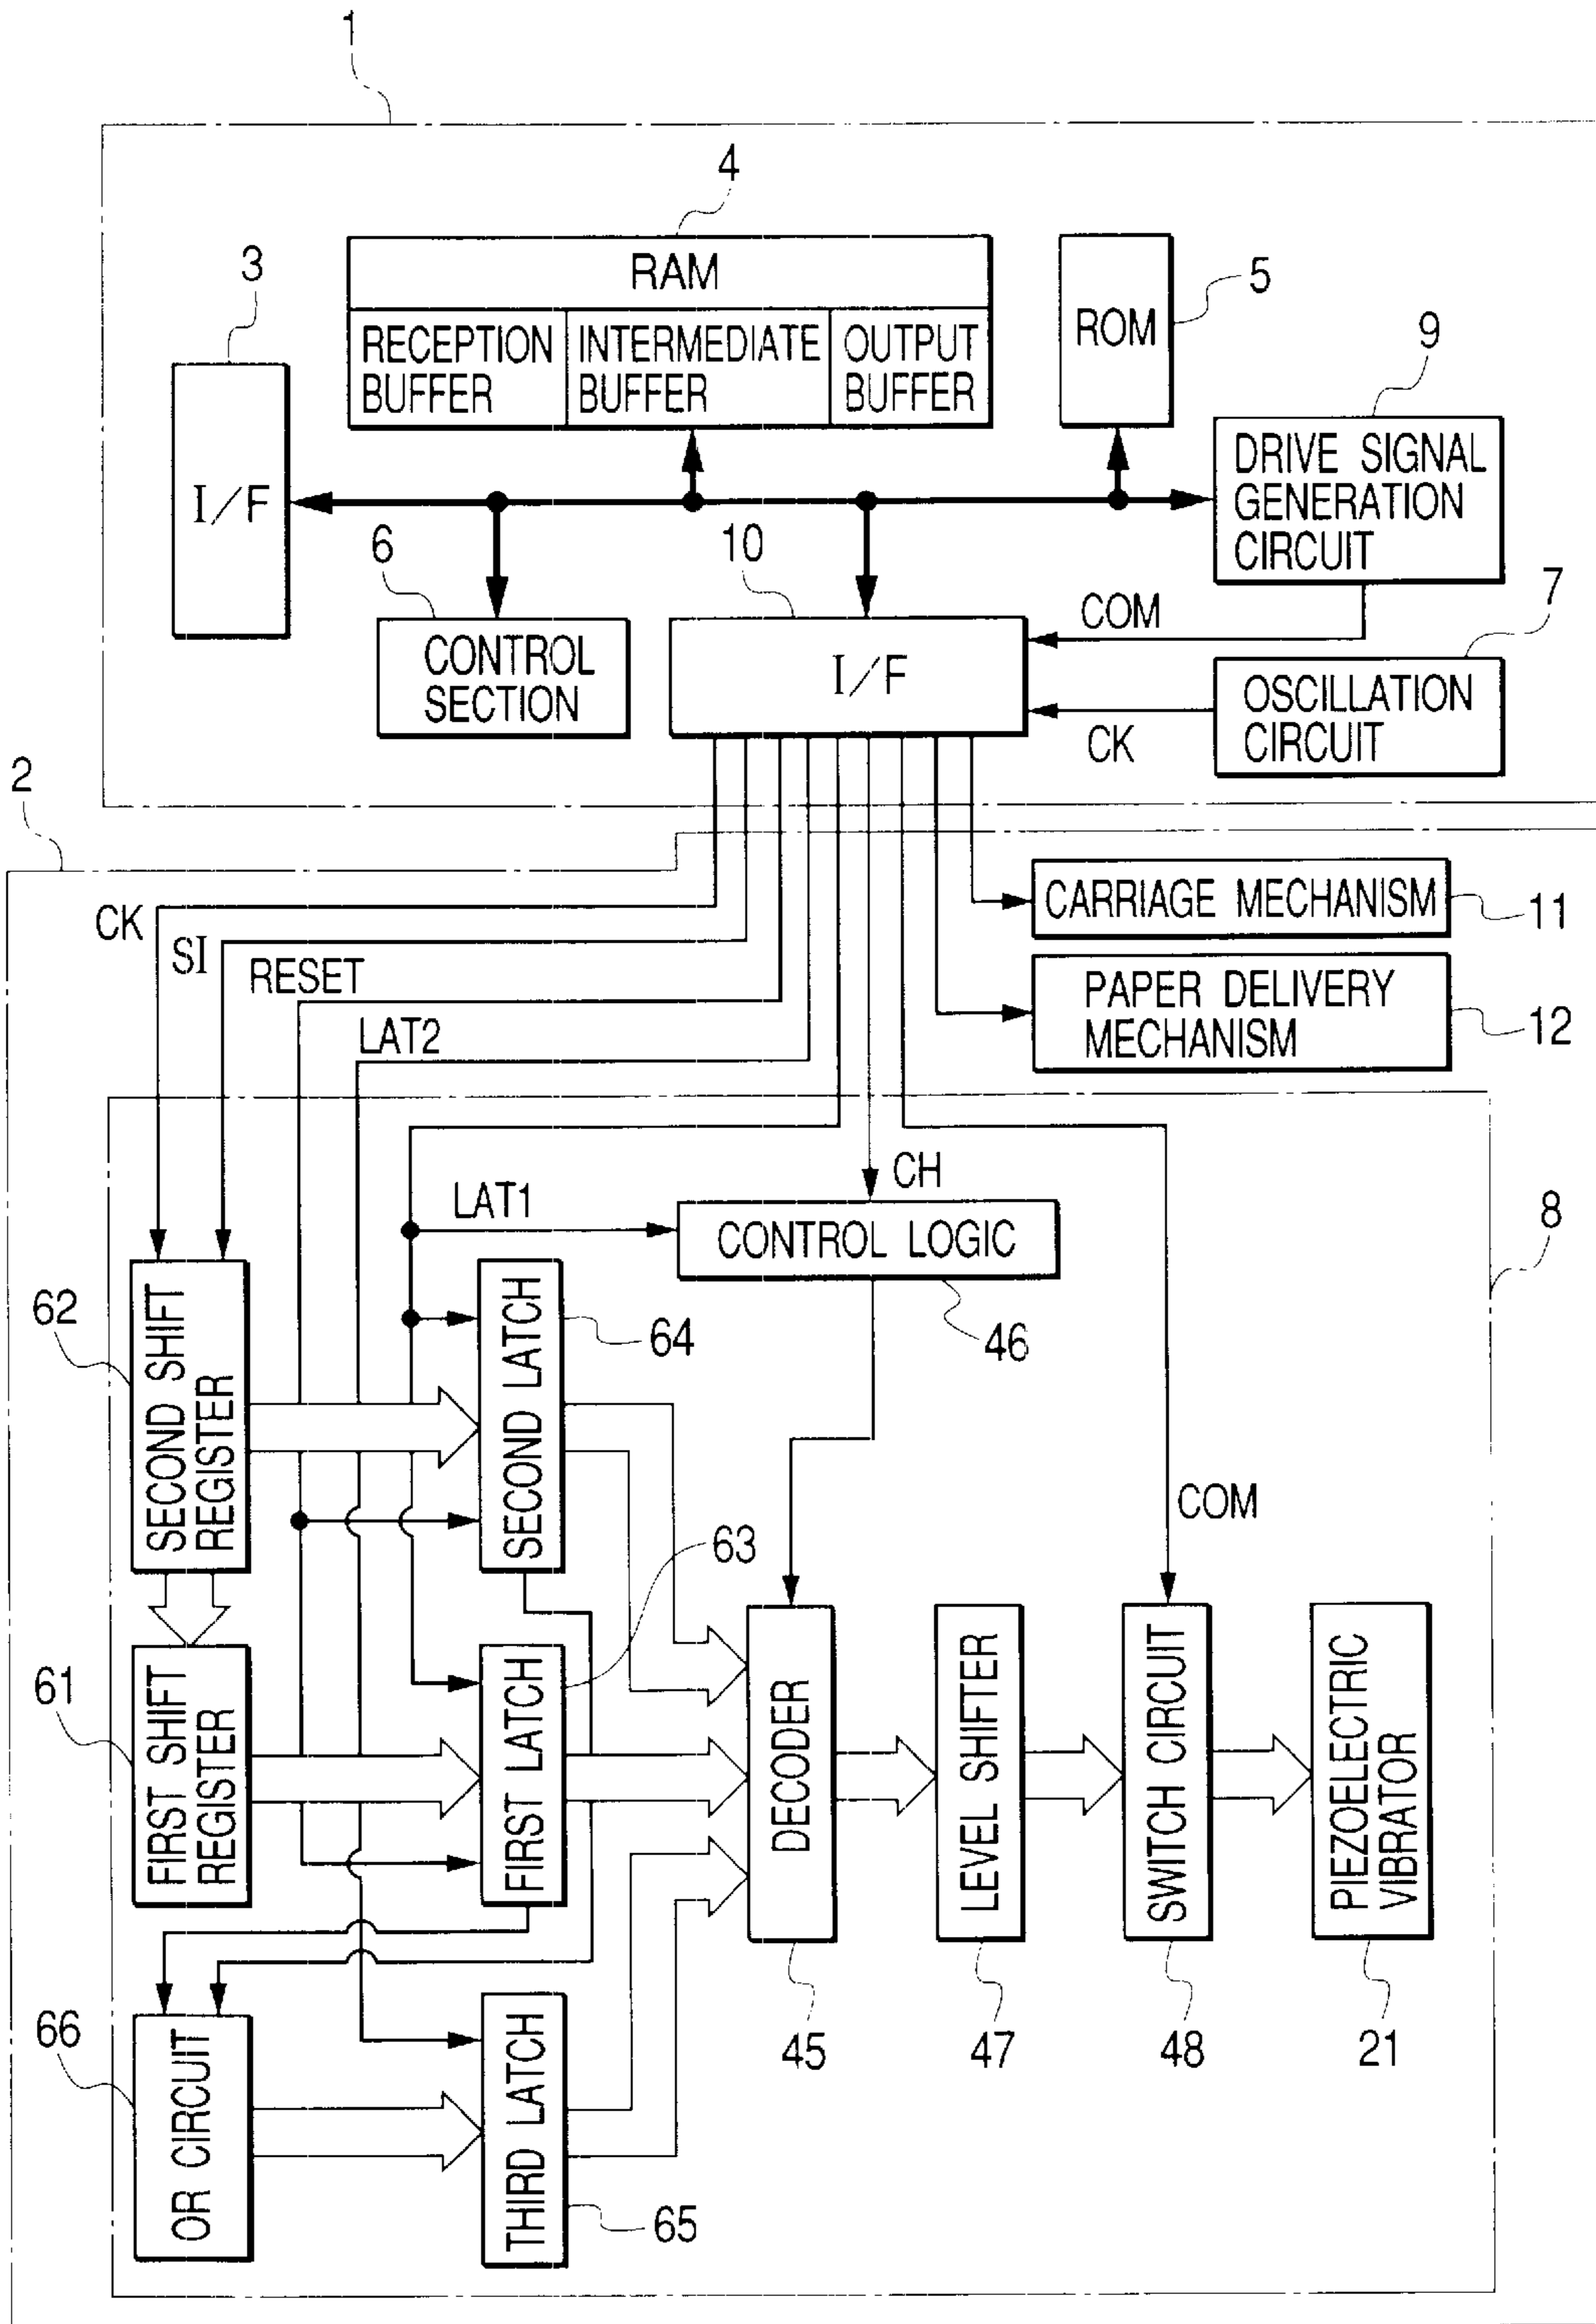 1
4
RAM
RECEPTION
BUFFER
INTERMEDIATE
BUFFER
OUTPUT
BUFFER
ROM
5
3
I/F
9
DRIVE SIGNAL
GENERATION
CIRCUIT
6
CONTROL
SECTION
10
I/F
COM
7
OSCILLATION
CIRCUIT
CK
2
CARRIAGE MECHANISM
11
PAPER DELIVERY
MECHANISM
12
CK
SI
RESET
LAT2
LAT1
CH
CONTROL LOGIC
46
8
62
SECOND SHIFT
REGISTER
SECOND LATCH
64
COM
63
61
FIRST SHIFT
REGISTER
FIRST LATCH
DECODER
45
LEVEL SHIFTER
47
SWITCH CIRCUIT
48
PIEZOELECTRIC
VIBRATOR
21
66
OR CIRCUIT
THIRD LATCH
65